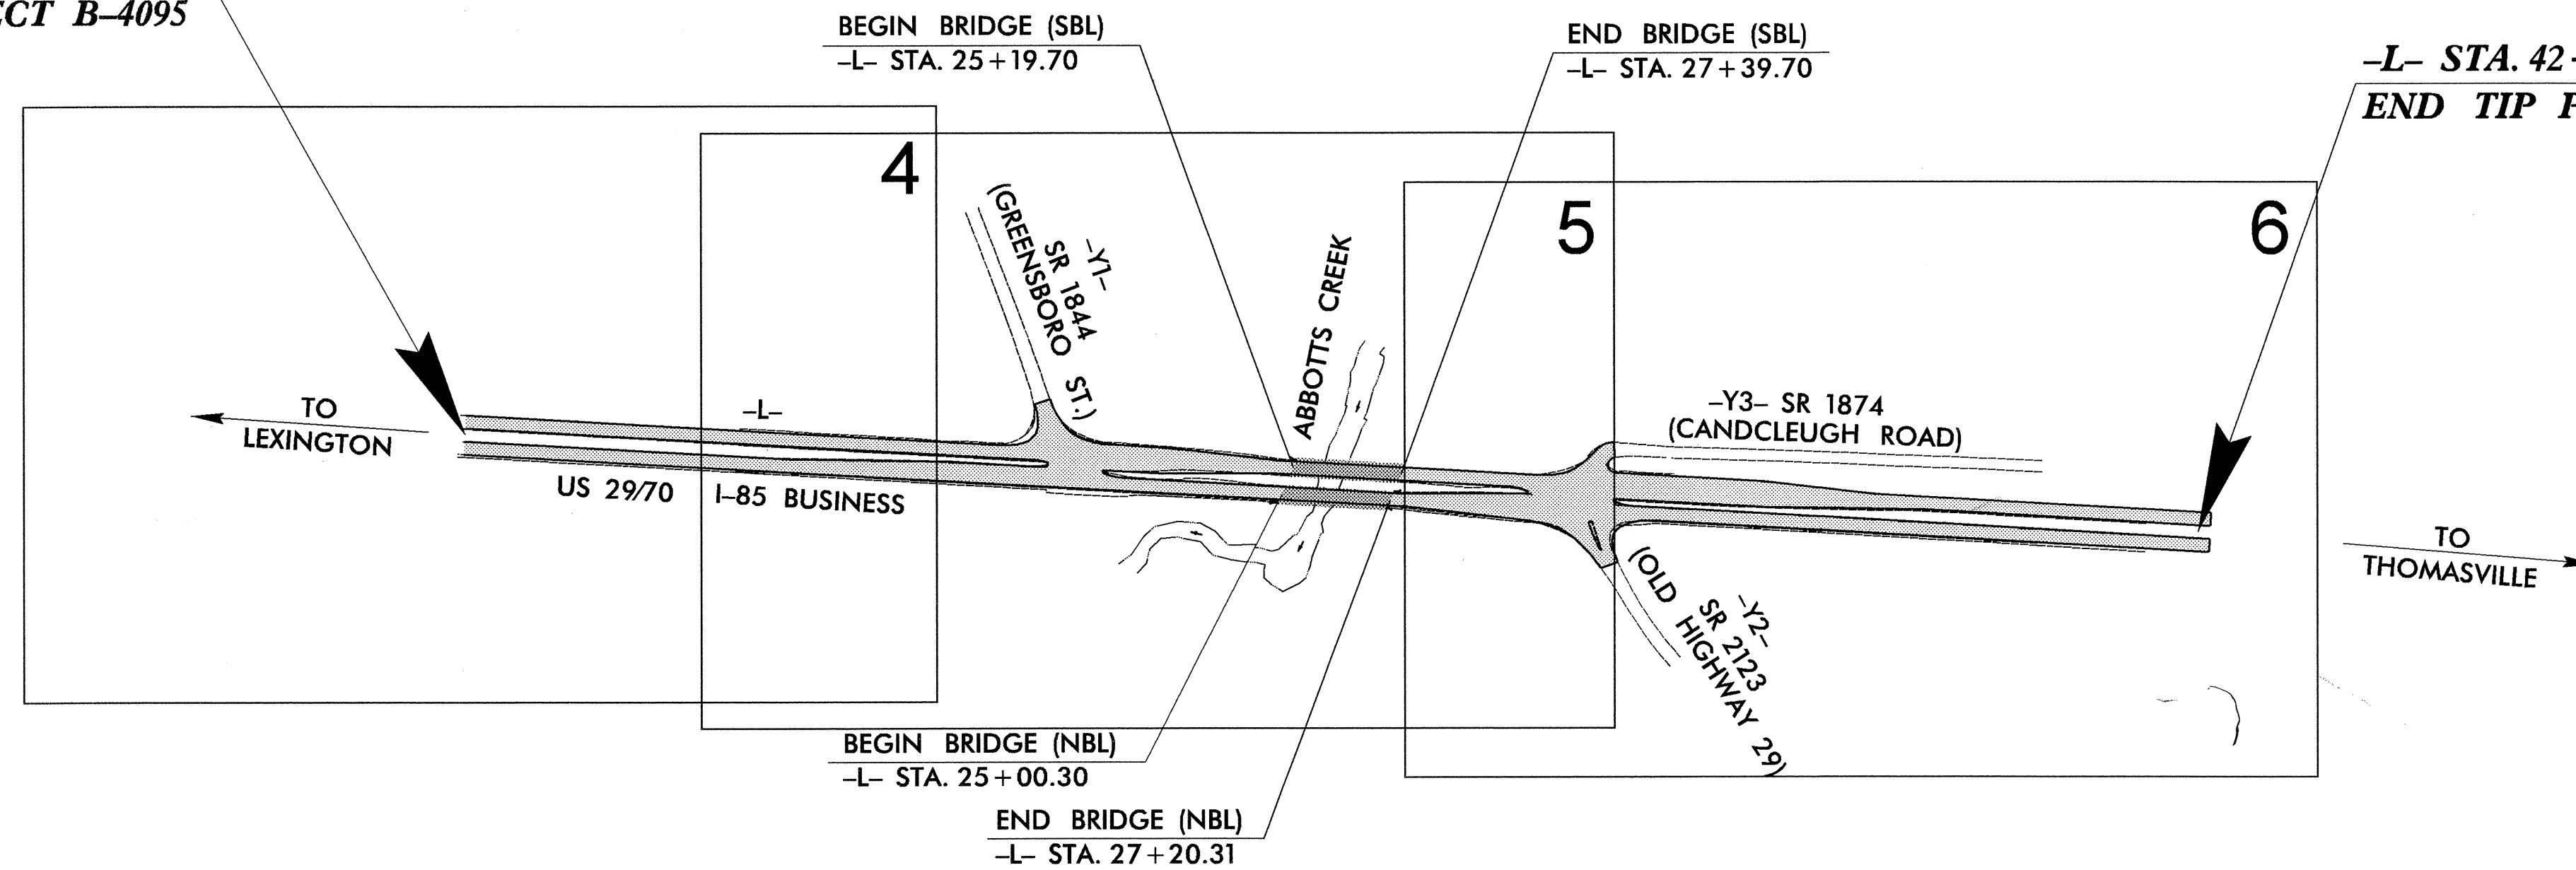 ECT B–4095
BEGIN BRIDGE (SBL)
–L– STA. 25+19.70
END BRIDGE (SBL)
–L– STA. 27+39.70
–L– STA. 42
END TIP
4
5
6
–Y1–
SR 1844
(GREENSBORO ST.)
ABBOTTS CREEK
TO
LEXINGTON
–L–
US 29/70 I–85 BUSINESS
–Y3– SR 1874
(CANDCLEUGH ROAD)
TO
THOMASVILLE
–Y2–
SR 2123
(OLD HIGHWAY 29)
BEGIN BRIDGE (NBL)
–L– STA. 25+00.30
END BRIDGE (NBL)
–L– STA. 27+20.31